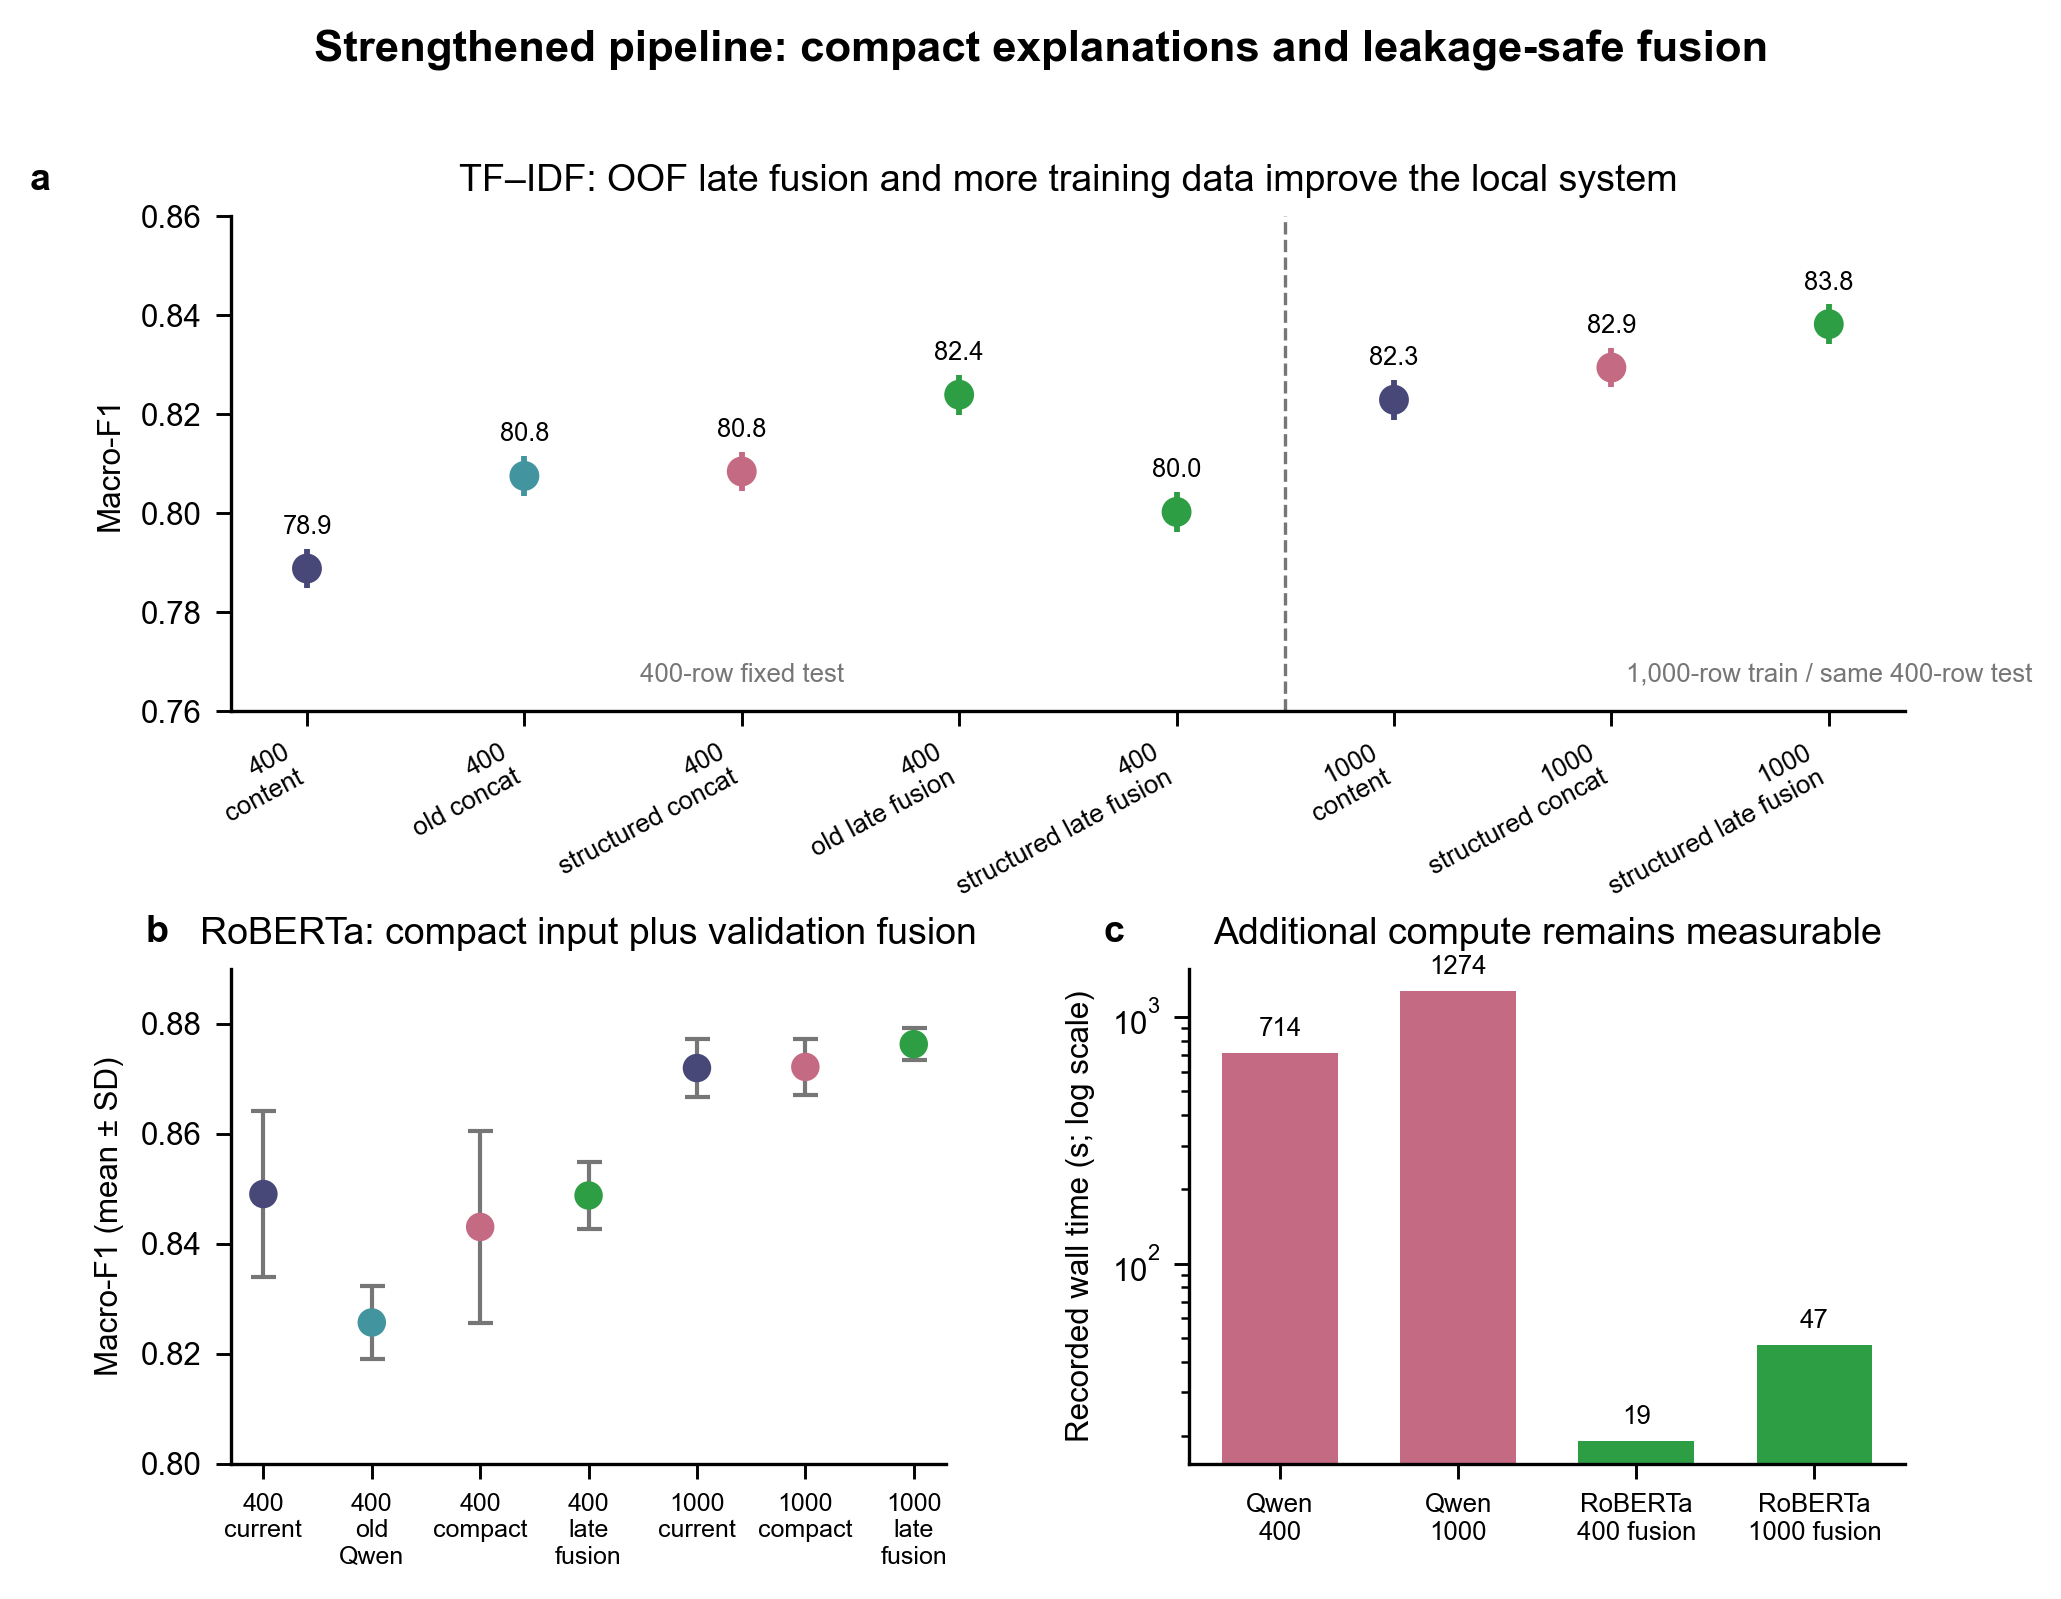 Strengthened pipeline: compact explanations and leakage-safe fusion
a
TF–IDF: OOF late fusion and more training data improve the local system
Macro-F1
0.86
0.84
0.82
0.80
0.78
0.76
78.9
80.8
80.8
82.4
80.0
82.3
82.9
83.8
400-row fixed test
1,000-row train / same 400-row test
400
content
400
old concat
400
structured concat
400
old late fusion
400
structured late fusion
1000
content
1000
structured concat
1000
structured late fusion
b
RoBERTa: compact input plus validation fusion
Macro-F1 (mean ± SD)
0.88
0.86
0.84
0.82
0.80
400
current
400
old
Qwen
400
compact
400
late
fusion
1000
current
1000
compact
1000
late
fusion
c
Additional compute remains measurable
Recorded wall time (s; log scale)
10³
10²
714
1274
19
47
Qwen
400
Qwen
1000
RoBERTa
400 fusion
RoBERTa
1000 fusion